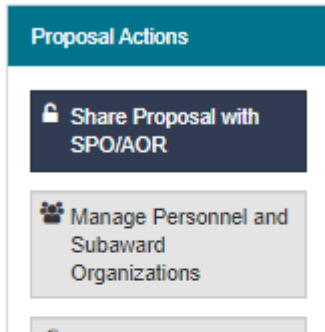 Proposal Actions
Share Proposal with
SPO/AOR
Manage Personnel and
Subaward
Organizations